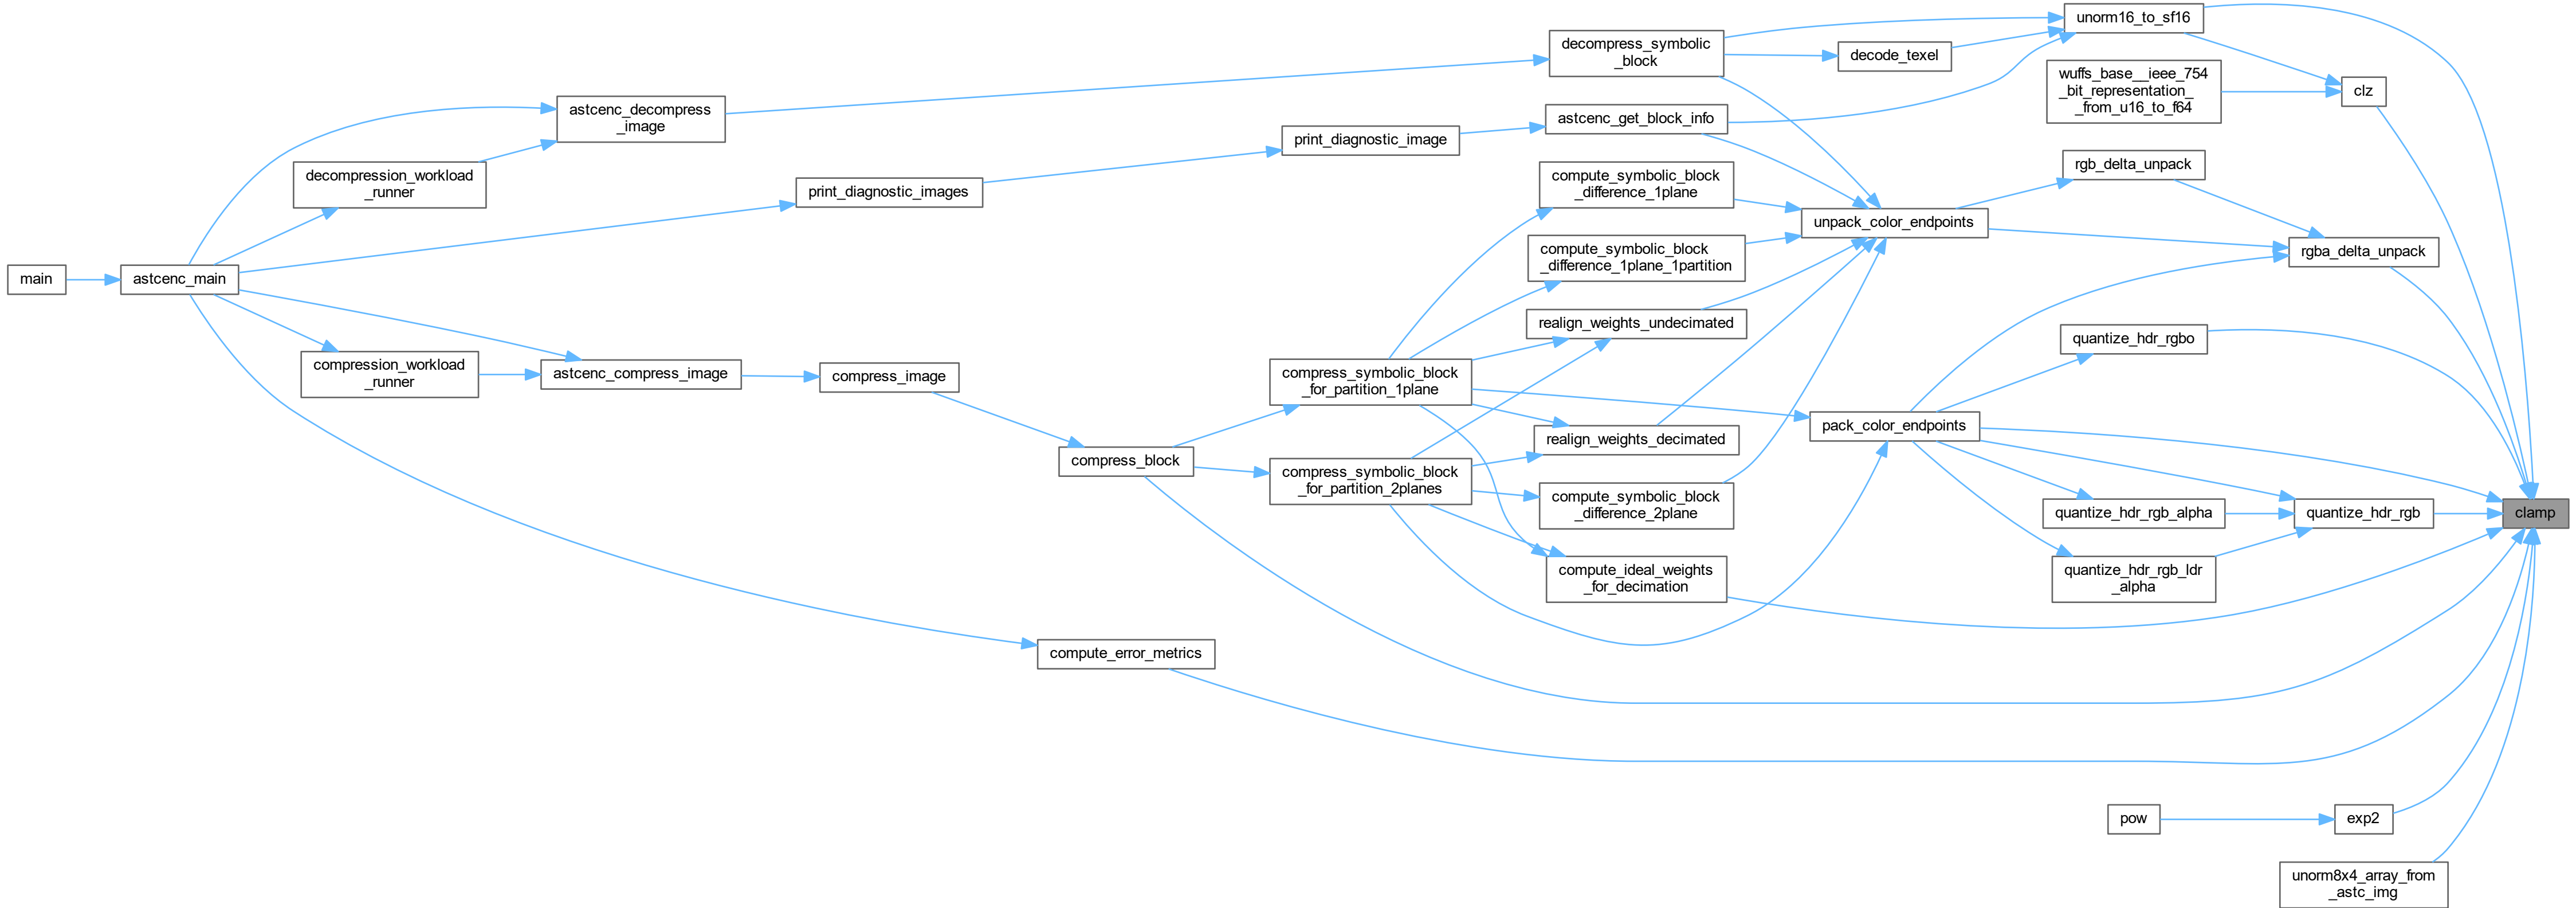 main
astcenc_main
decompression_workload
_runner
compression_workload
_runner
astcenc_decompress
_image
astcenc_compress_image
print_diagnostic_images
compress_image
compute_error_metrics
compress_block
print_diagnostic_image
compress_symbolic_block
_for_partition_1plane
compress_symbolic_block
_for_partition_2planes
decompress_symbolic
_block
astcenc_get_block_info
compute_symbolic_block
_difference_1plane
compute_symbolic_block
_difference_1plane_1partition
realign_weights_undecimated
realign_weights_decimated
compute_symbolic_block
_difference_2plane
compute_ideal_weights
_for_decimation
decode_texel
unpack_color_endpoints
pack_color_endpoints
unorm16_to_sf16
wuffs_base__ieee_754
_bit_representation_
_from_u16_to_f64
rgb_delta_unpack
quantize_hdr_rgbo
quantize_hdr_rgb_alpha
quantize_hdr_rgb_ldr
_alpha
pow
clz
rgba_delta_unpack
quantize_hdr_rgb
exp2
unorm8x4_array_from
_astc_img
clamp